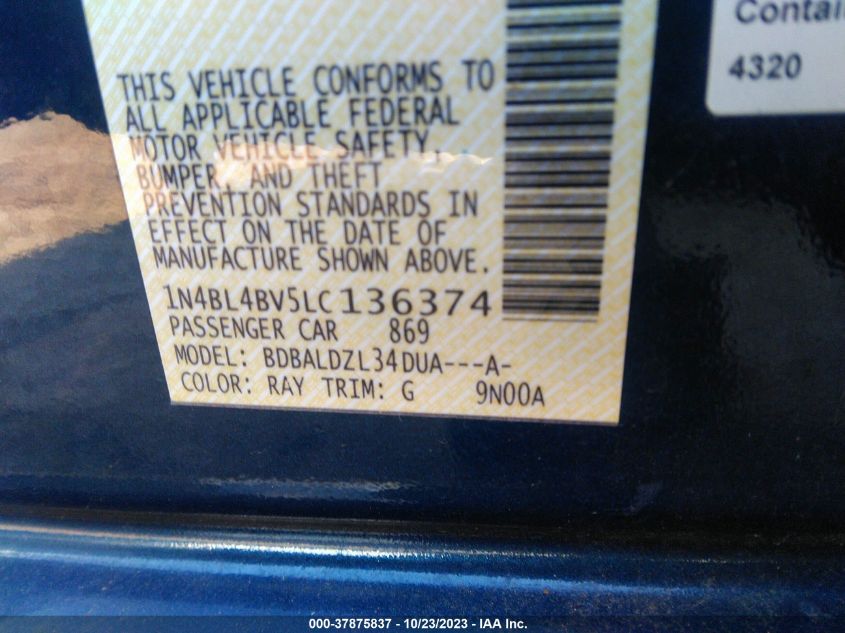 Contai
4320
THIS VEHICLE CONFORMS TO
ALL APPLICABLE FEDERAL
MOTOR VEHICLE SAFETY,
BUMPER, AND THEFT
PREVENTION STANDARDS IN
EFFECT ON THE DATE OF
MANUFACTURE SHOWN ABOVE.
1N4BL4BV5LC136374
PASSENGER CAR 869
MODEL: BDBALDZL34DUA---A-
COLOR: RAY TRIM: G 9N00A
000-37875837 - 10/23/2023 - IAA Inc.